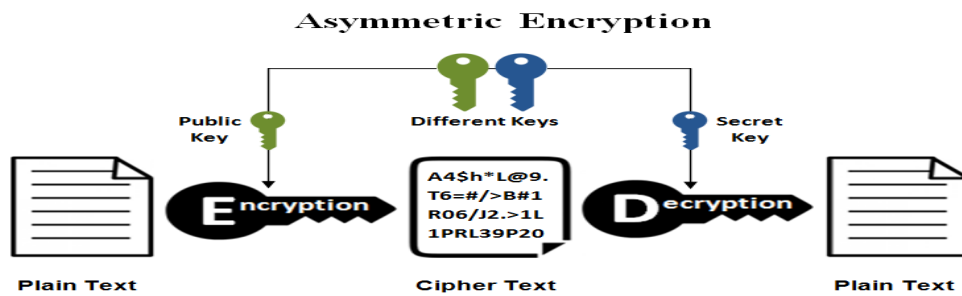 Asymmetric Encryption
Public
Key
Different Keys
Secret
Key
Encryption
A4$h*L@9.
T6=#/>B#1
R06/J2.>1L
1PRL39P20
Decryption
Plain Text
Cipher Text
Plain Text